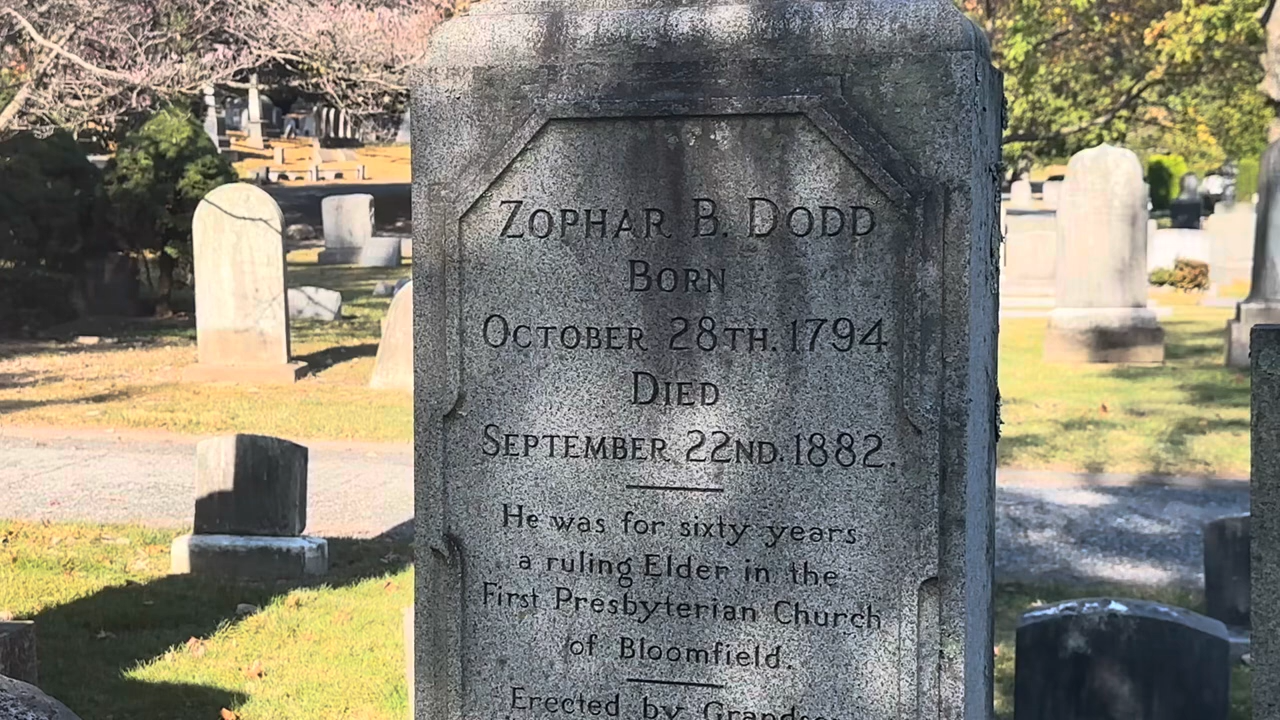 ZOPHAR B. DODD
BORN
OCTOBER 28TH. 1794
DIED
SEPTEMBER 22ND. 1882.
He was for sixty years
a ruling Elder in the
First Presbyterian Church
of Bloomfield.
Erected by